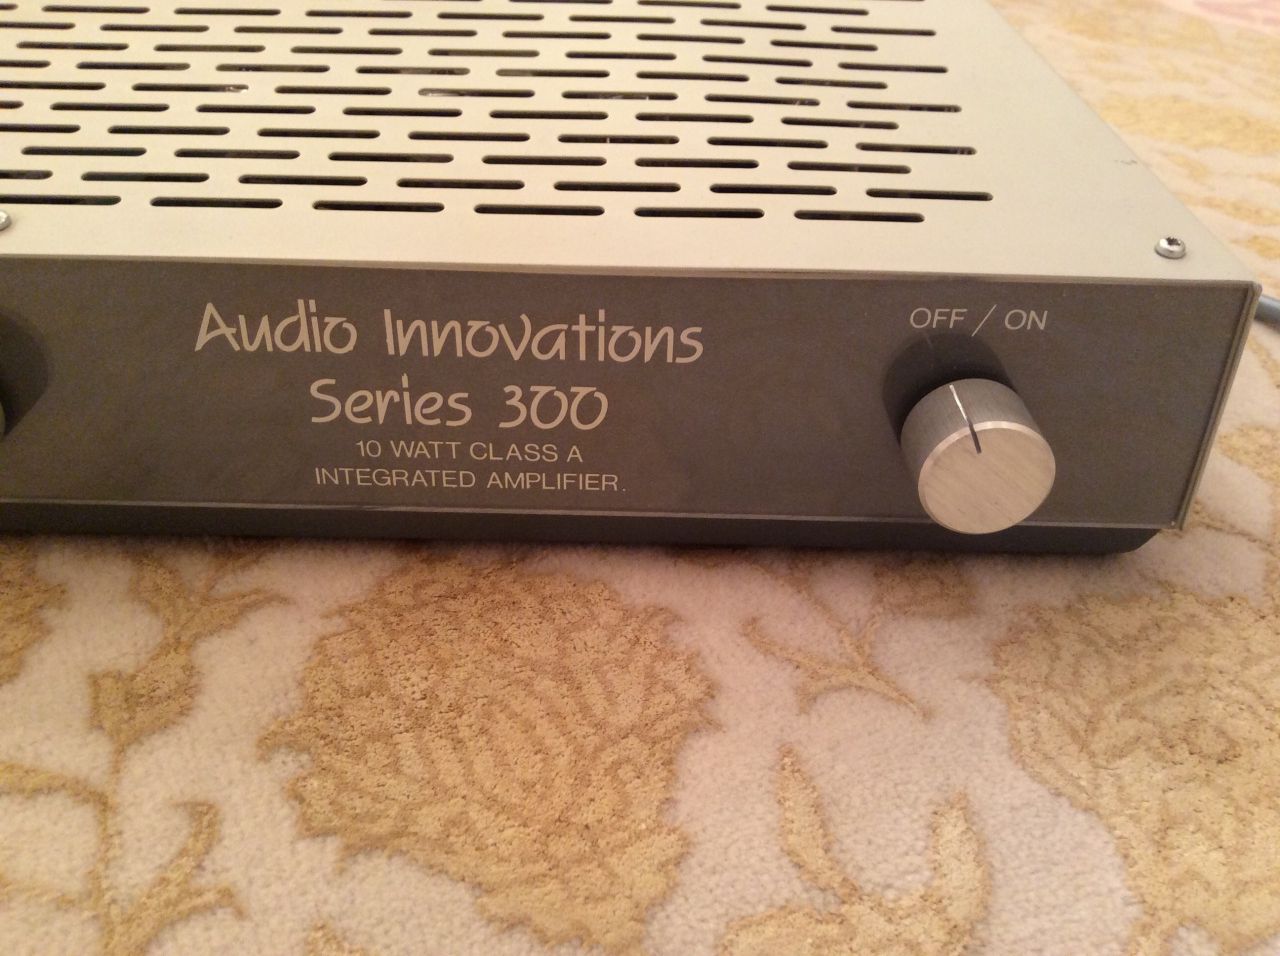 Audio Innovations
Series 300
10 WATT CLASS A
INTEGRATED AMPLIFIER.
OFF / ON